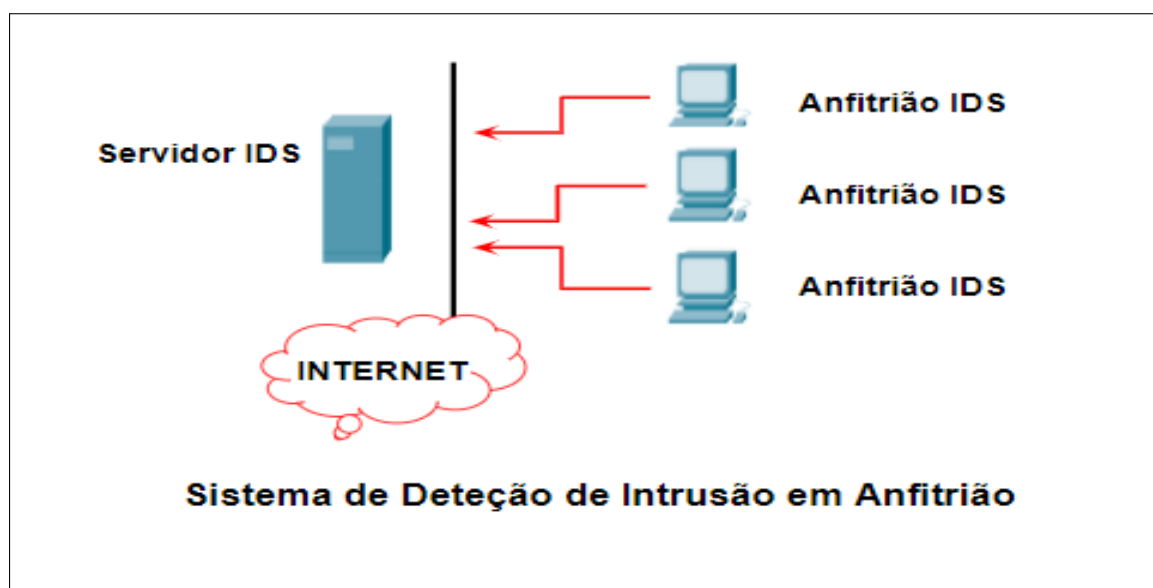 Anfitrião IDS
Servidor IDS
Anfitrião IDS
Anfitrião IDS
INTERNET
Sistema de Deteção de Intrusão em Anfitrião